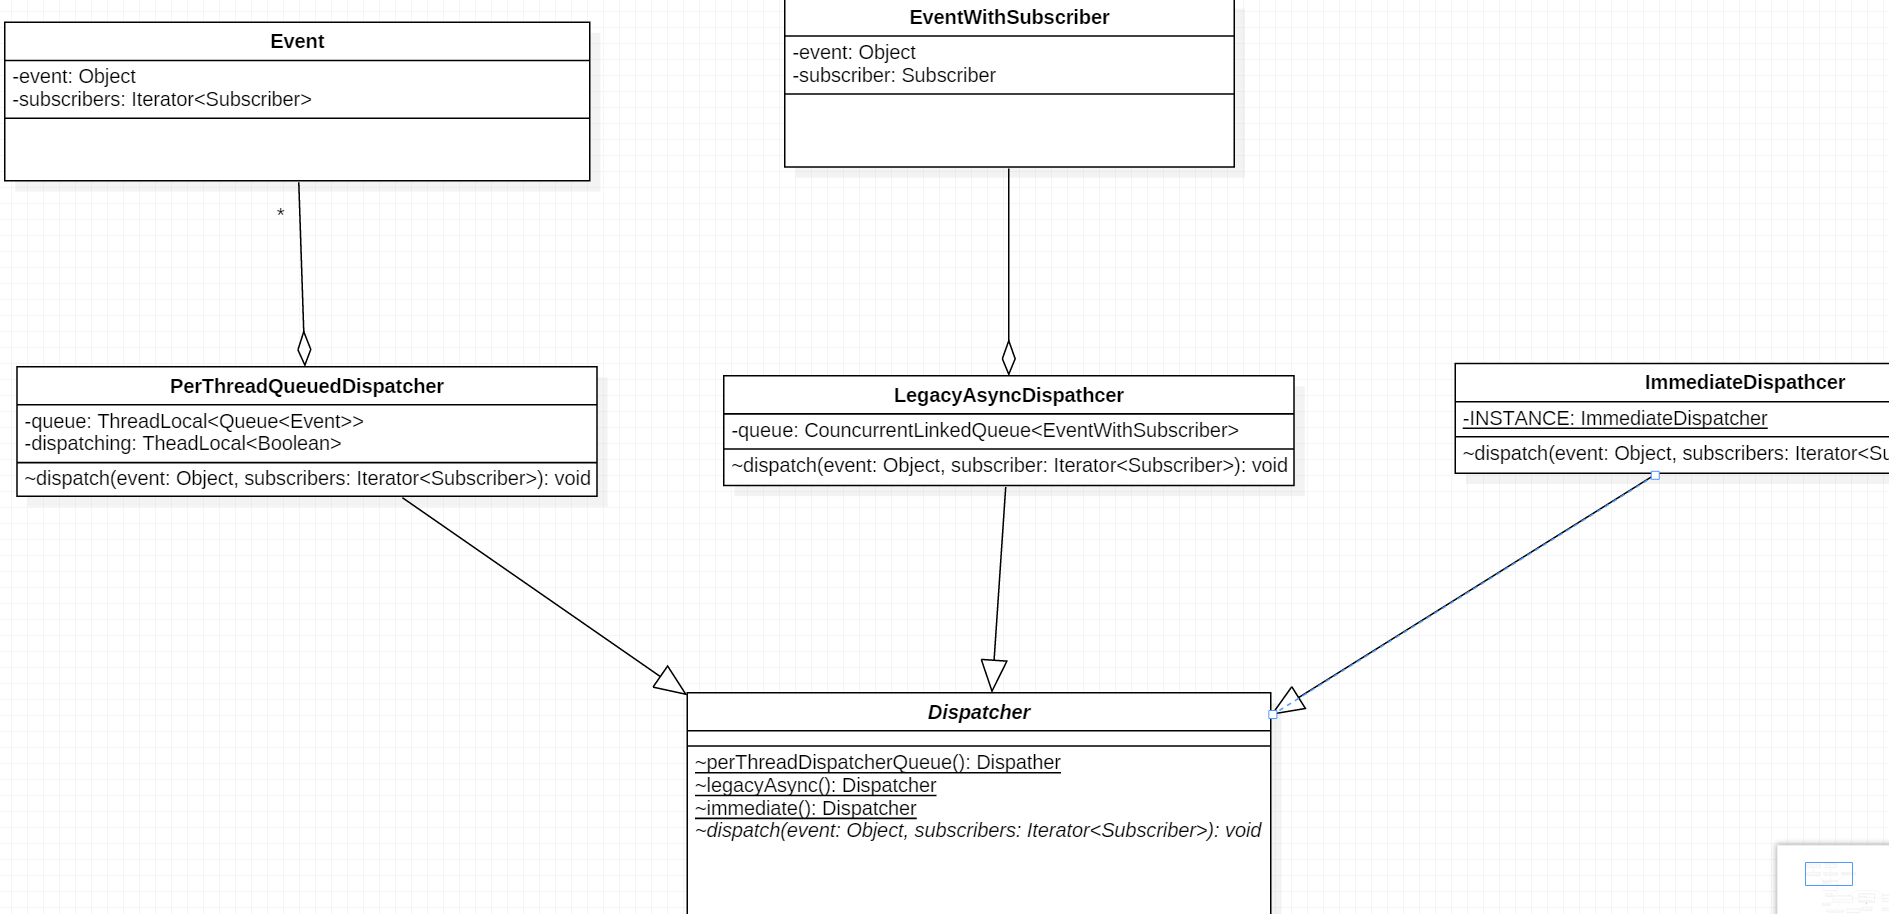 Event
-event: Object
-subscribers: Iterator<Subscriber>
EventWithSubscriber
-event: Object
-subscriber: Subscriber
*
PerThreadQueuedDispatcher
-queue: ThreadLocal<Queue<Event>>
-dispatching: TheadLocal<Boolean>
~dispatch(event: Object, subscribers: Iterator<Subscriber>): void
LegacyAsyncDispathcer
-queue: CouncurrentLinkedQueue<EventWithSubscriber>
~dispatch(event: Object, subscriber: Iterator<Subscriber>): void
ImmediateDispathcer
-INSTANCE: ImmediateDispatcher
~dispatch(event: Object, subscribers: Iterator<Su
Dispatcher
~perThreadDispatcherQueue(): Dispather
~legacyAsync(): Dispatcher
~immediate(): Dispatcher
~dispatch(event: Object, subscribers: Iterator<Subscriber>): void